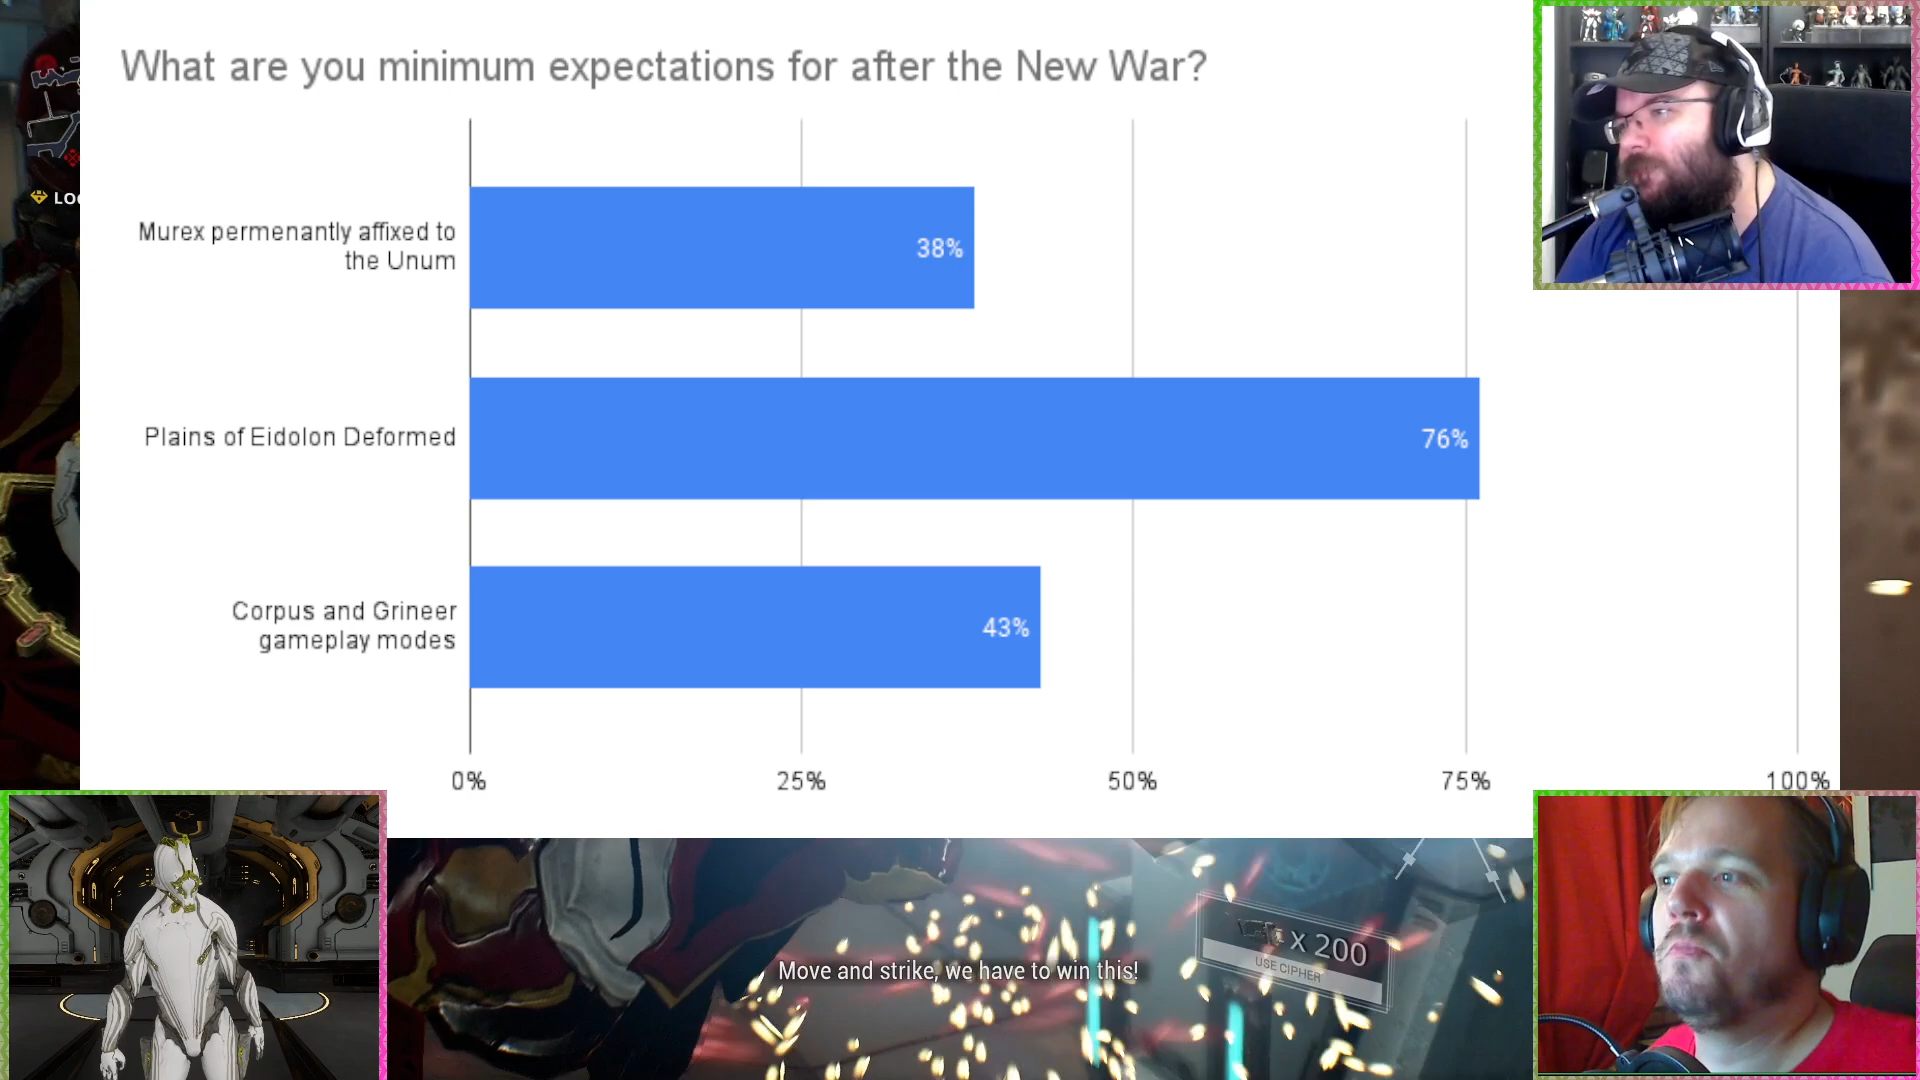 What are you minimum expectations for after the New War?
Murex permenantly affixed to
the Unum
38%
LOC
Plains of Eidolon Deformed
76%
Corpus and Grineer
gameplay modes
43%
0% 25% 50% 75% 100%
x 200
USE CIPHER
Move and strike, we have to win this!